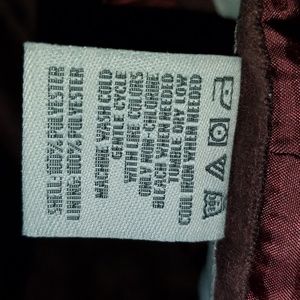 SHELL: 100% POLYESTER
LINING: 100% POLYESTER
MACHINE WASH COLD
GENTLE CYCLE
WITH LIKE COLORS
ONLY NON-CHLORINE
BLEACH WHEN NEEDED
TUMBLE DRY LOW
COOL IRON WHEN NEEDED